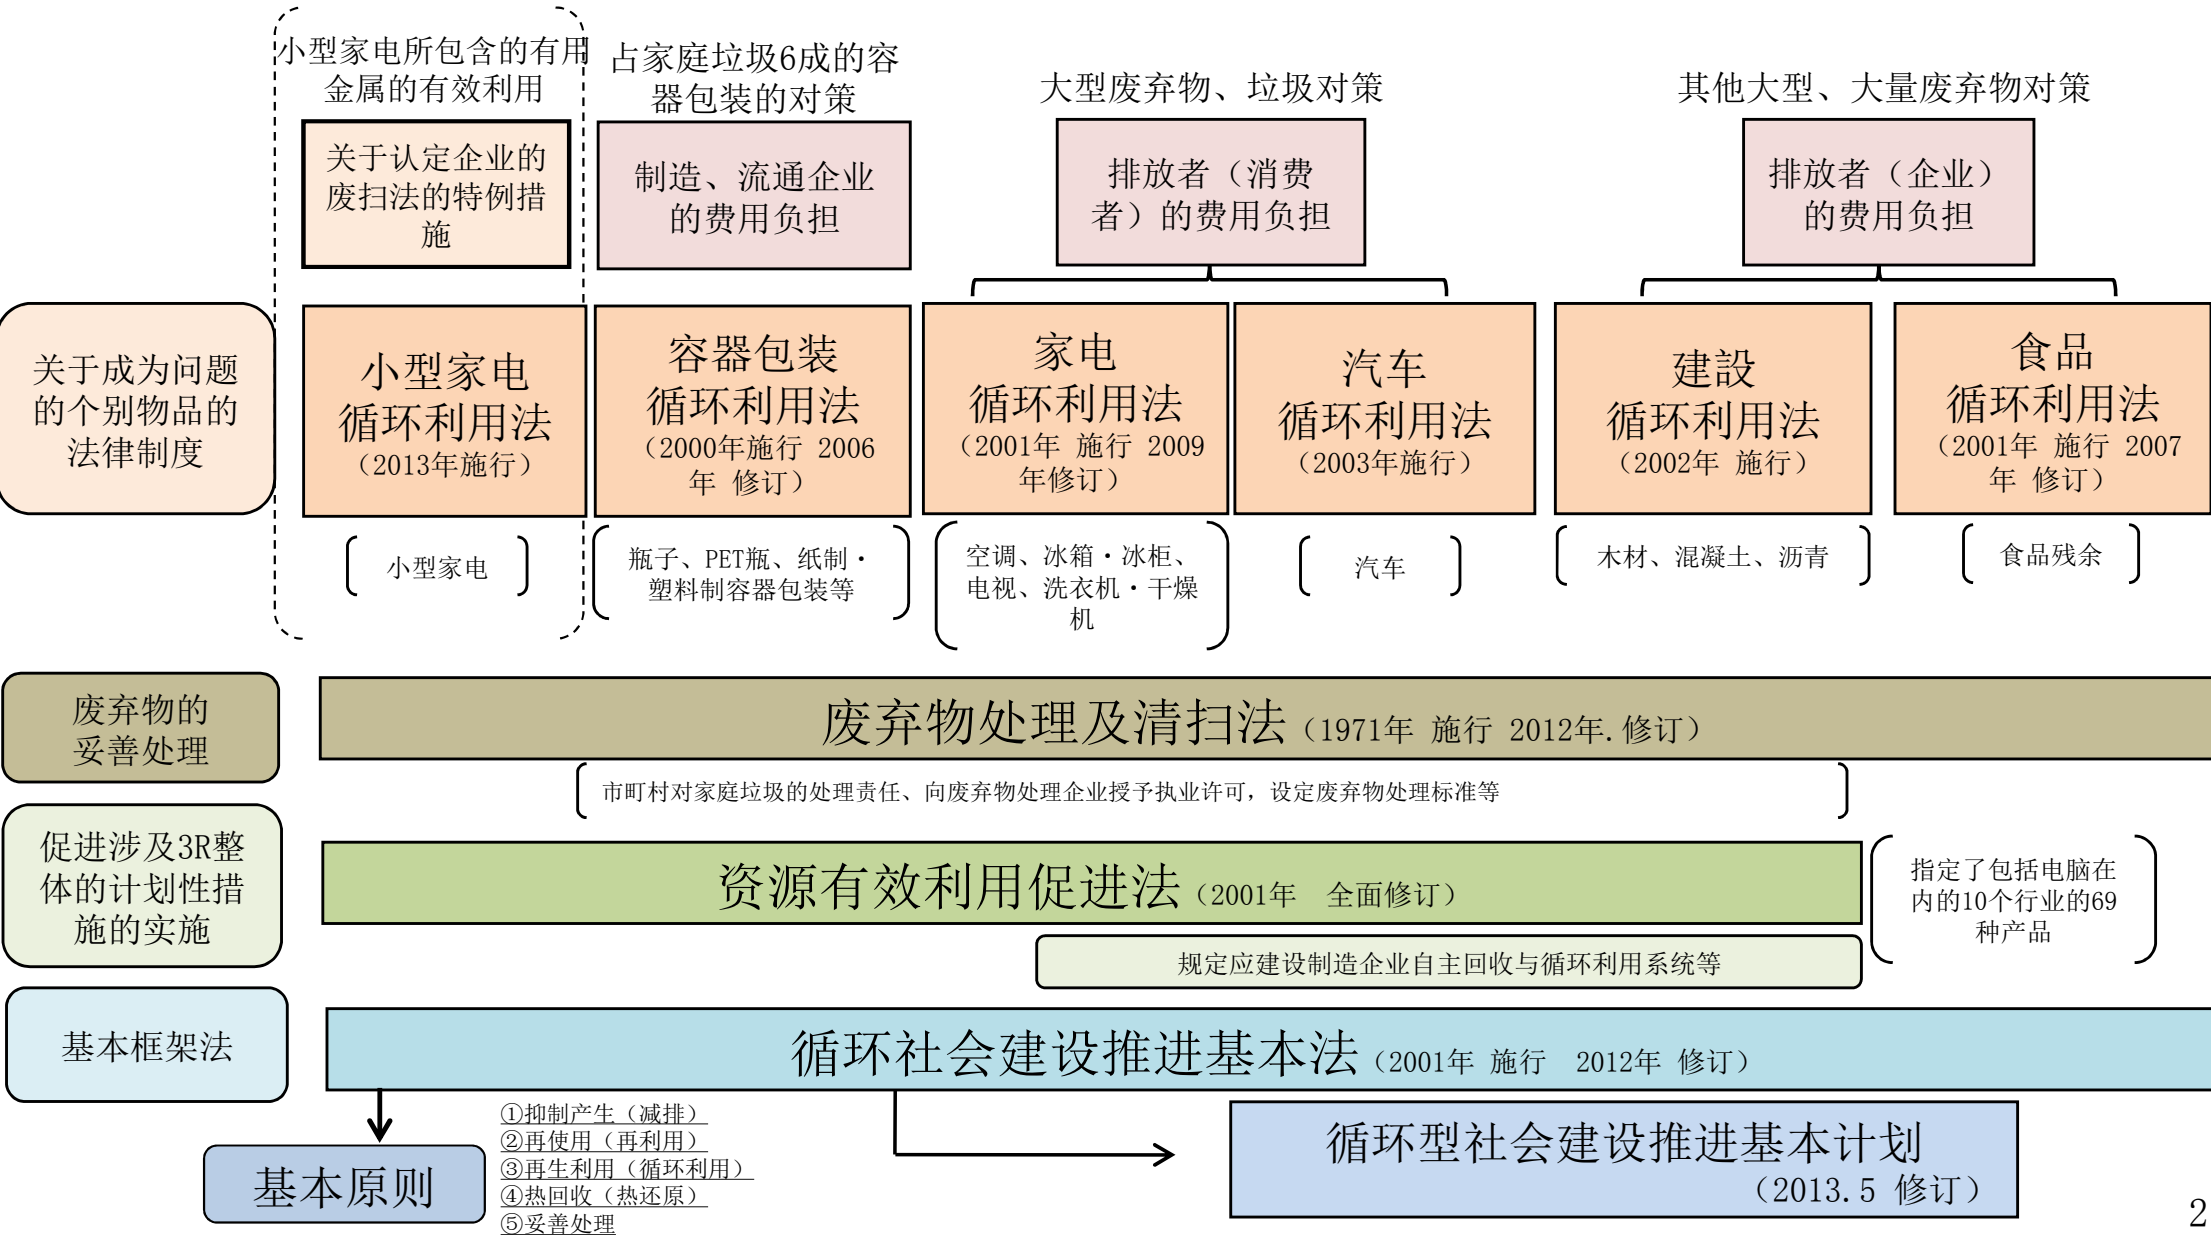 小型家电所包含的有用
金属的有效利用
占家庭垃圾6成的容
器包装的对策
大型废弃物、垃圾对策
其他大型、大量废弃物对策
关于认定企业的
废扫法的特例措
施
制造、流通企业
的费用负担
排放者（消费
者）的费用负担
排放者（企业）
的费用负担
关于成为问题
的个别物品的
法律制度
小型家电
循环利用法
（2013年施行）
容器包装
循环利用法
（2000年施行 2006
年 修订）
家电
循环利用法
（2001年 施行 2009
年修订）
汽车
循环利用法
（2003年施行）
建設
循环利用法
（2002年 施行）
食品
循环利用法
（2001年 施行 2007
年 修订）
小型家电
瓶子、PET瓶、纸制・
塑料制容器包装等
空调、冰箱・冰柜、
电视、洗衣机・干燥
机
汽车
木材、混凝土、沥青
食品残余
废弃物的
妥善处理
废弃物处理及清扫法（1971年 施行 2012年.修订）
市町村对家庭垃圾的处理责任、向废弃物处理企业授予执业许可，设定废弃物处理标准等
促进涉及3R整
体的计划性措
施的实施
资源有效利用促进法（2001年 全面修订）
指定了包括电脑在
内的10个行业的69
种产品
规定应建设制造企业自主回收与循环利用系统等
基本框架法
循环社会建设推进基本法（2001年 施行 2012年 修订）
基本原则
①抑制产生（减排）
②再使用（再利用）
③再生利用（循环利用）
④热回收（热还原）
⑤妥善处理
循环型社会建设推进基本计划
（2013.5 修订）
2